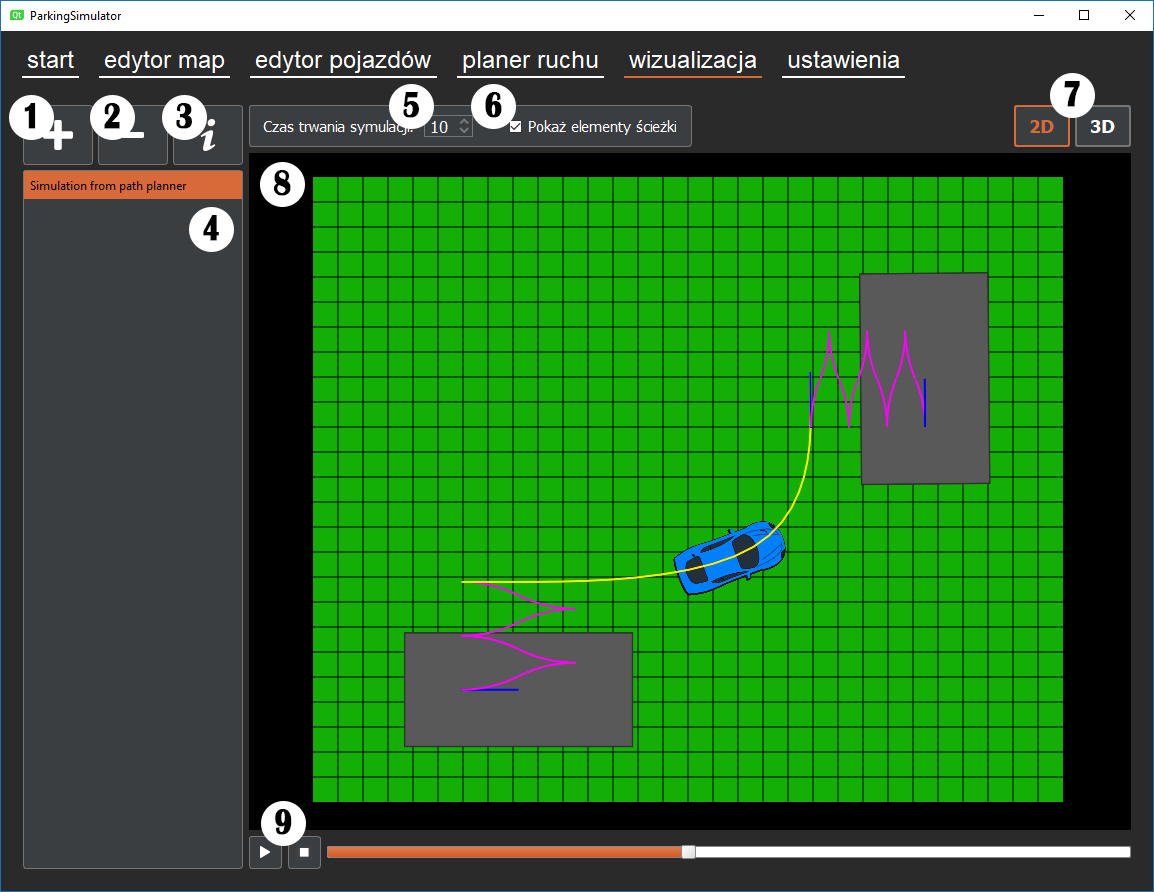 ParkingSimulator
start edytor map edytor pojazdów planer ruchu wizualizacja ustawienia
1 2 3 5 6 7
Czas trwania symulacji: 10 Pokaż elementy ścieżki 2D 3D
8
Simulation from path planner
4
9